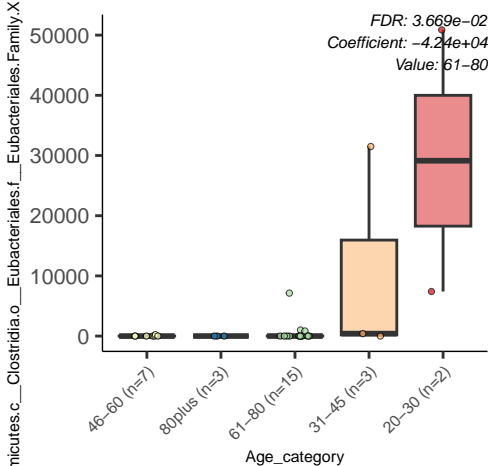 FDR: 3.669e−02
Coefficient: −4.24e+04
Value: 61−80
micutes.c__Clostridia.o__Eubacteriales.f__Eubacteriales.Family.X
50000
40000
30000
20000
10000
0
46−60 (n=7)
80plus (n=3)
61−80 (n=15)
31−45 (n=3)
20−30 (n=2)
Age_category